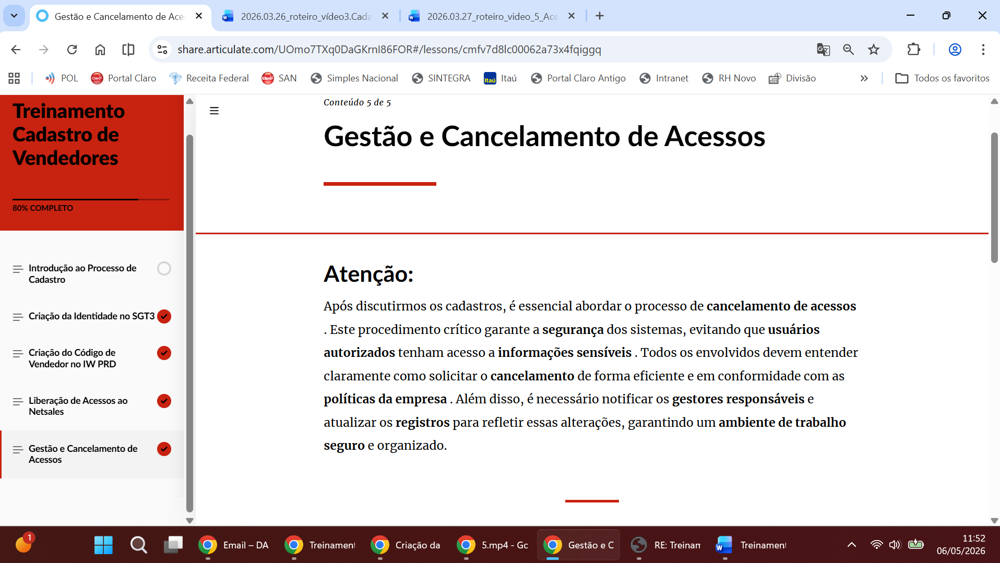 Gestão e Cancelamento de Aces
2026.03.26_roteiro_vídeo3.Cada
2026.03.27_roteiro_video_5_Ace
share.articulate.com/UOmo7TXq0DaGKrnI86FOR#/lessons/cmfv7d8lc00062a73x4fqiggq
POL
Portal Claro
Receita Federal
SAN
Simples Nacional
SINTEGRA
Itaú
Portal Claro Antigo
Intranet
RH Novo
Divisão
Todos os favoritos
Treinamento
Cadastro de
Vendedores
80% COMPLETO
Introdução ao Processo de
Cadastro
Criação da Identidade no SGT3
Criação do Código de
Vendedor no IW PRD
Liberação de Acessos ao
Netsales
Gestão e Cancelamento de
Acessos
Conteúdo 5 de 5
Gestão e Cancelamento de Acessos
Atenção:
Após discutirmos os cadastros, é essencial abordar o processo de cancelamento de acessos
. Este procedimento crítico garante a segurança dos sistemas, evitando que usuários
autorizados tenham acesso a informações sensíveis . Todos os envolvidos devem entender
claramente como solicitar o cancelamento de forma eficiente e em conformidade com as
políticas da empresa . Além disso, é necessário notificar os gestores responsáveis e
atualizar os registros para refletir essas alterações, garantindo um ambiente de trabalho
seguro e organizado.
1
Email – DA
Treinament
Criação da
5.mp4 - Gc
Gestão e C
RE: Treinam
Treinament
11:52
06/05/2026